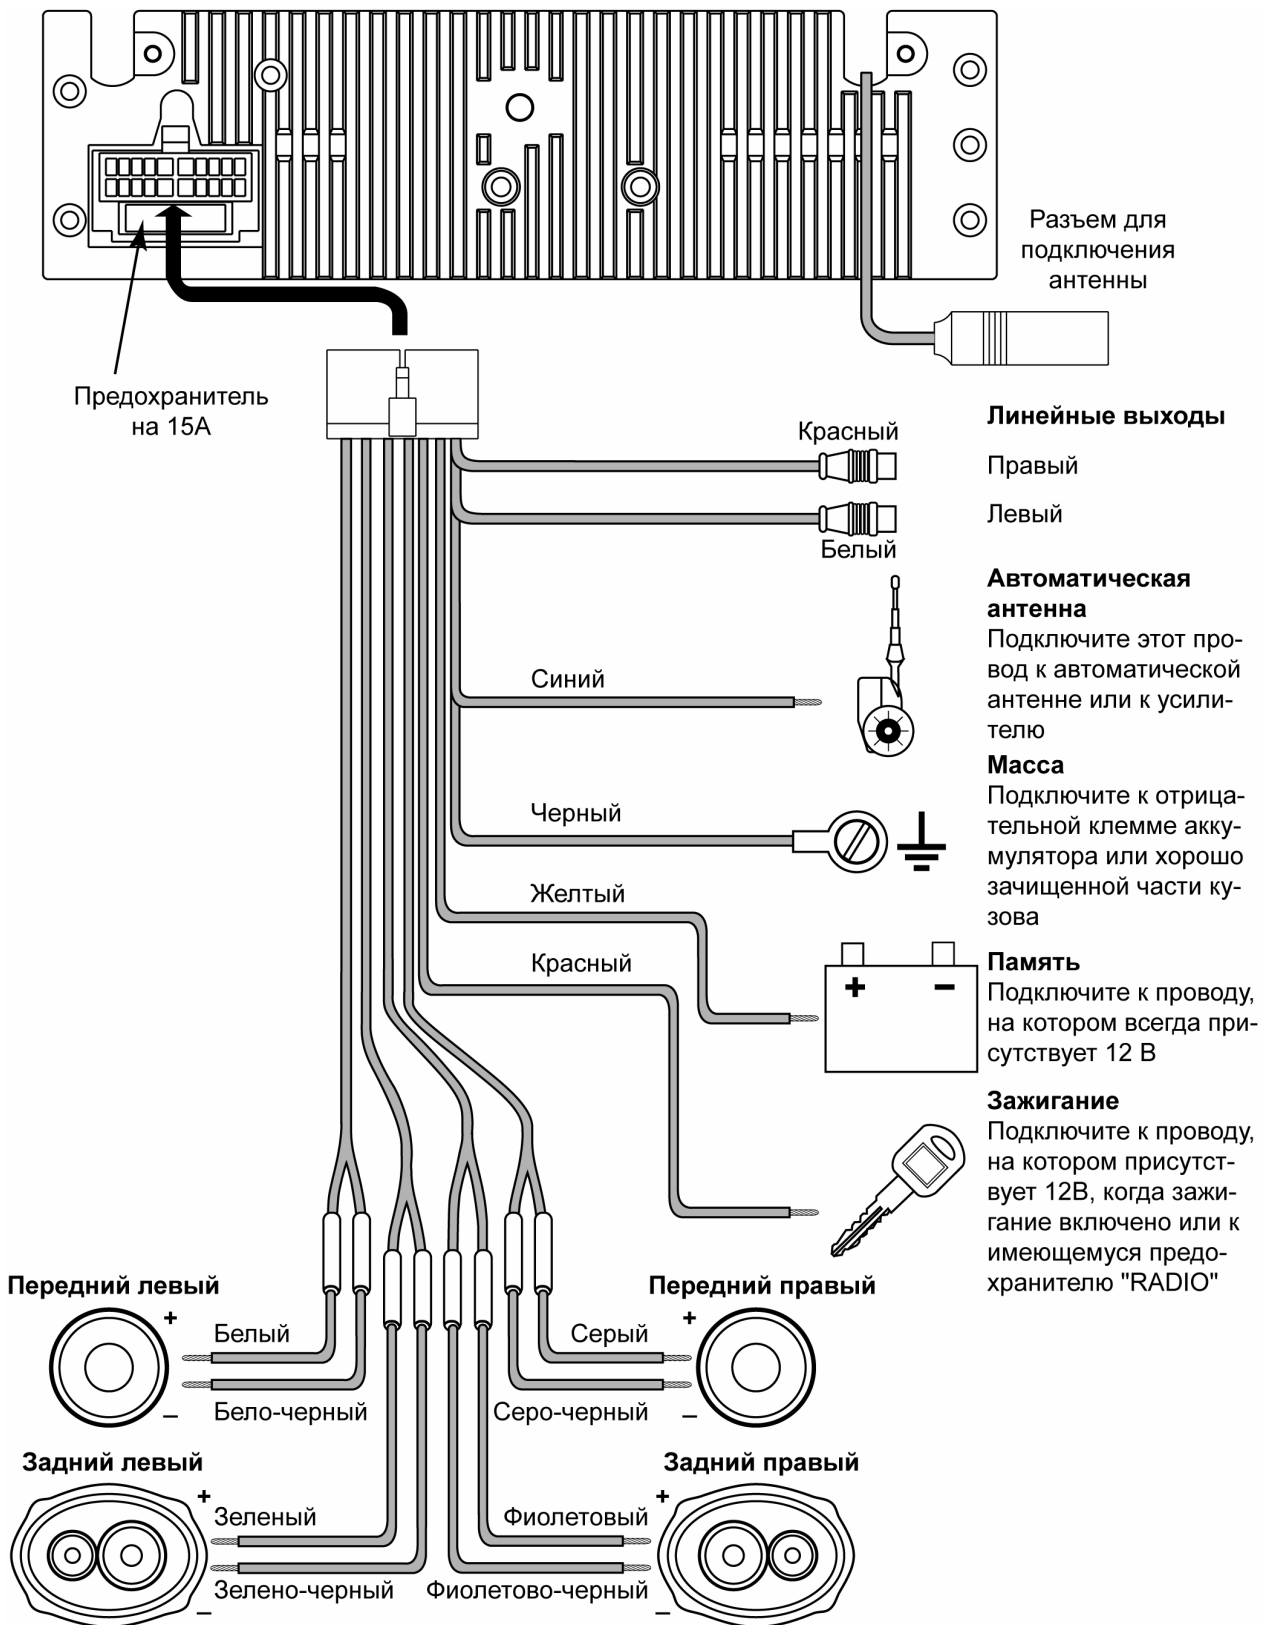 Разъем для
подключения
антенны
Предохранитель
на 15А
Линейные выходы
Красный
Правый
Левый
Белый
Автоматическая
антенна
Подключите этот про-
вод к автоматической
антенне или к усили-
телю
Синий
Масса
Подключите к отрица-
тельной клемме акку-
мулятора или хорошо
зачищенной части ку-
зова
Черный
Желтый
Красный
+ −
Память
Подключите к проводу,
на котором всегда при-
сутствует 12 В
Зажигание
Подключите к проводу,
на котором присутст-
вует 12В, когда зажи-
гание включено или к
имеющемуся предо-
хранителю "RADIO"
Передний левый
+
Белый
Бело-черный
–
Передний правый
+
Серый
Серо-черный
–
Задний левый
+
Зеленый
Зелено-черный
–
Задний правый
+
Фиолетовый
Фиолетово-черный
–